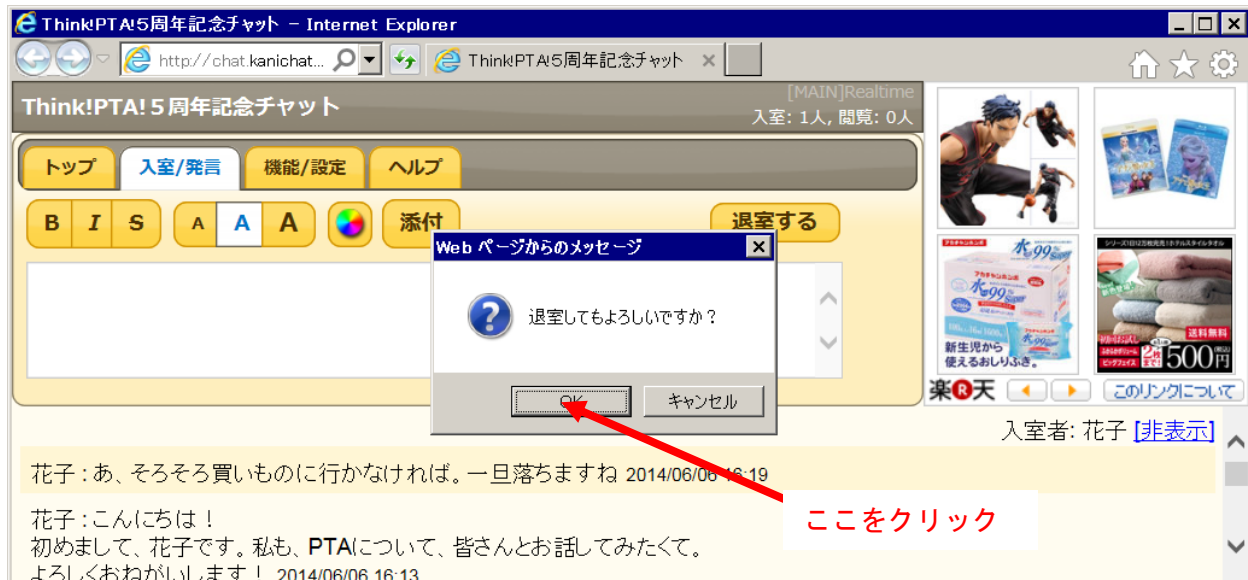 Think!PTA!5周年記念チャット - Internet Explorer
http://chat.kanichat...
Think!PTA!5周年記念チャット
Think!PTA!5周年記念チャット
[MAIN]Realtime
入室: 1人, 閲覧: 0人
トップ
入室/発言
機能/設定
ヘルプ
B I S
A A A
添付
退室する
Web ページからのメッセージ
退室してもよろしいですか?
OK
キャンセル
水99
新生児から
使えるおしりふき。
送料無料
2枚
500円
楽R天
このリンクについて
入室者: 花子 [非表示]
花子 : あ、そろそろ買いものに行かなければ。一旦落ちますね 2014/06/06 16:19
ここをクリック
花子 : こんにちは!
初めまして、花子です。私も、PTAについて、皆さんとお話してみたくて。
よろしくおねがいします! 2014/06/06 16:13